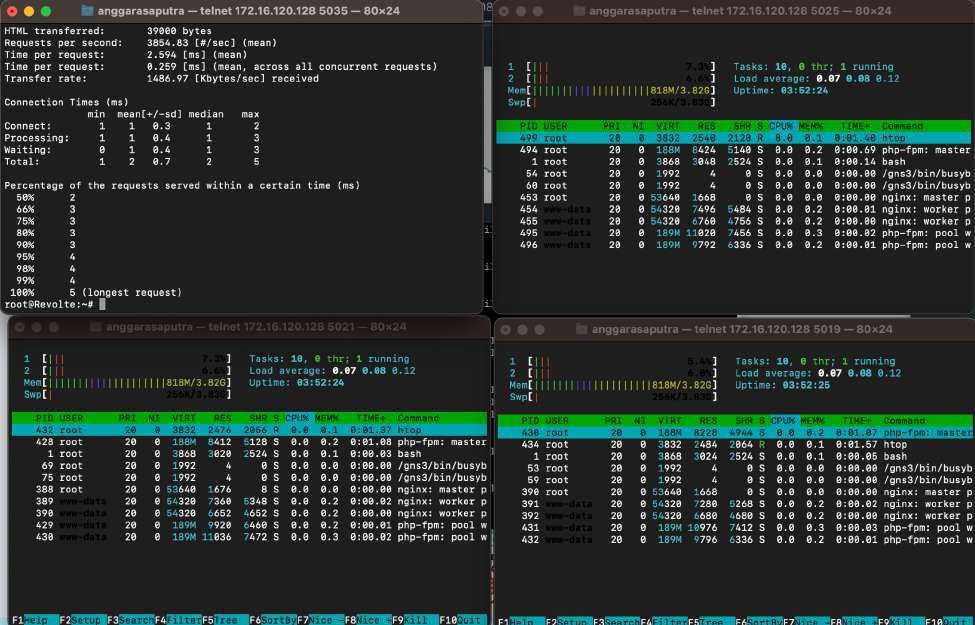 anggarasaputra — telnet 172.16.120.128 5035 — 80×24
HTML transferred: 39000 bytes
Requests per second: 3854.83 [#/sec] (mean)
Time per request: 2.594 [ms] (mean)
Time per request: 0.259 [ms] (mean, across all concurrent requests)
Transfer rate: 1486.97 [Kbytes/sec] received
Connection Times (ms)
min mean[+/-sd] median max
Connect: 1 1 0.3 1 2
Processing: 1 1 0.4 1 3
Waiting: 0 1 0.4 1 3
Total: 1 2 0.7 2 5
Percentage of the requests served within a certain time (ms)
50% 2
66% 3
75% 3
80% 3
90% 3
95% 4
98% 4
99% 4
100% 5 (longest request)
root@Revolte:~#
anggarasaputra — telnet 172.16.120.128 5025 — 80×24
1 [|| 7.3%]
2 [||| 6.6%]
Mem[||||||||||||||||||||||818M/3.82G]
Swp[| 256K/3.83G]
Tasks: 10, 0 thr; 1 running
Load average: 0.07 0.08 0.12
Uptime: 03:52:24
PID USER PRI NI VIRT RES SHR S CPU% MEM% TIME+ Command
499 root 20 0 3832 2540 2120 R 0.0 0.1 0:01.40 htop
494 root 20 0 188M 8424 5140 S 0.0 0.2 0:00.69 php-fpm: master
1 root 20 0 3868 3048 2524 S 0.0 0.1 0:00.14 bash
54 root 20 0 1992 4 0 S 0.0 0.0 0:00.00 /gns3/bin/busyb
60 root 20 0 1992 4 0 S 0.0 0.0 0:00.00 /gns3/bin/busyb
453 root 20 0 53640 1668 0 S 0.0 0.0 0:00.00 nginx: master p
454 www-data 20 0 54320 7496 5484 S 0.0 0.2 0:00.01 nginx: worker p
455 www-data 20 0 54320 6760 4756 S 0.0 0.2 0:00.00 nginx: worker p
495 www-data 20 0 189M 11020 7456 S 0.0 0.3 0:00.02 php-fpm: pool w
496 www-data 20 0 189M 9792 6336 S 0.0 0.2 0:00.01 php-fpm: pool w
anggarasaputra — telnet 172.16.120.128 5021 — 80×24
1 [||| 7.3%]
2 [||| 6.6%]
Mem[||||||||||||||||||||||818M/3.82G]
Swp[| 256K/3.83G]
Tasks: 10, 0 thr; 1 running
Load average: 0.07 0.08 0.12
Uptime: 03:52:24
PID USER PRI NI VIRT RES SHR S CPU% MEM% TIME+ Command
432 root 20 0 3832 2476 2056 R 0.0 0.1 0:01.37 htop
428 root 20 0 188M 8412 5128 S 0.0 0.2 0:01.08 php-fpm: master
1 root 20 0 3868 3020 2524 S 0.0 0.1 0:00.03 bash
69 root 20 0 1992 4 0 S 0.0 0.0 0:00.00 /gns3/bin/busyb
75 root 20 0 1992 4 0 S 0.0 0.0 0:00.00 /gns3/bin/busyb
388 root 20 0 53640 1676 8 S 0.0 0.0 0:00.00 nginx: master p
389 www-data 20 0 54320 7360 5348 S 0.0 0.2 0:00.02 nginx: worker p
390 www-data 20 0 54320 6652 4652 S 0.0 0.2 0:00.00 nginx: worker p
429 www-data 20 0 189M 9920 6460 S 0.0 0.2 0:00.01 php-fpm: pool w
430 www-data 20 0 189M 11036 7472 S 0.0 0.3 0:00.02 php-fpm: pool w
F1Help F2Setup F3SearchF4FilterF5Tree F6SortByF7Nice -F8Nice +F9Kill F10Quit
anggarasaputra — telnet 172.16.120.128 5019 — 80×24
1 [||| 5.4%]
2 [||| 6.0%]
Mem[||||||||||||||||||||||818M/3.82G]
Swp[| 256K/3.83G]
Tasks: 10, 0 thr; 1 running
Load average: 0.07 0.08 0.12
Uptime: 03:52:25
PID USER PRI NI VIRT RES SHR S CPU% MEM% TIME+ Command
430 root 20 0 188M 8228 4944 S 0.0 0.2 0:01.07 php-fpm: master
434 root 20 0 3832 2484 2064 R 0.0 0.1 0:01.57 htop
1 root 20 0 3868 3024 2524 S 0.0 0.1 0:00.05 bash
53 root 20 0 1992 4 0 S 0.0 0.0 0:00.00 /gns3/bin/busyb
59 root 20 0 1992 4 0 S 0.0 0.0 0:00.00 /gns3/bin/busyb
390 root 20 0 53640 1668 0 S 0.0 0.0 0:00.00 nginx: master p
391 www-data 20 0 54320 7280 5268 S 0.0 0.2 0:00.02 nginx: worker p
392 www-data 20 0 54320 6680 4680 S 0.0 0.2 0:00.00 nginx: worker p
431 www-data 20 0 189M 10976 7412 S 0.0 0.3 0:00.03 php-fpm: pool w
432 www-data 20 0 189M 9796 6336 S 0.0 0.2 0:00.01 php-fpm: pool w
F1Help F2Setup F3SearchF4FilterF5Tree F6SortByF7Nice -F8Nice +F9Kill F10Quit